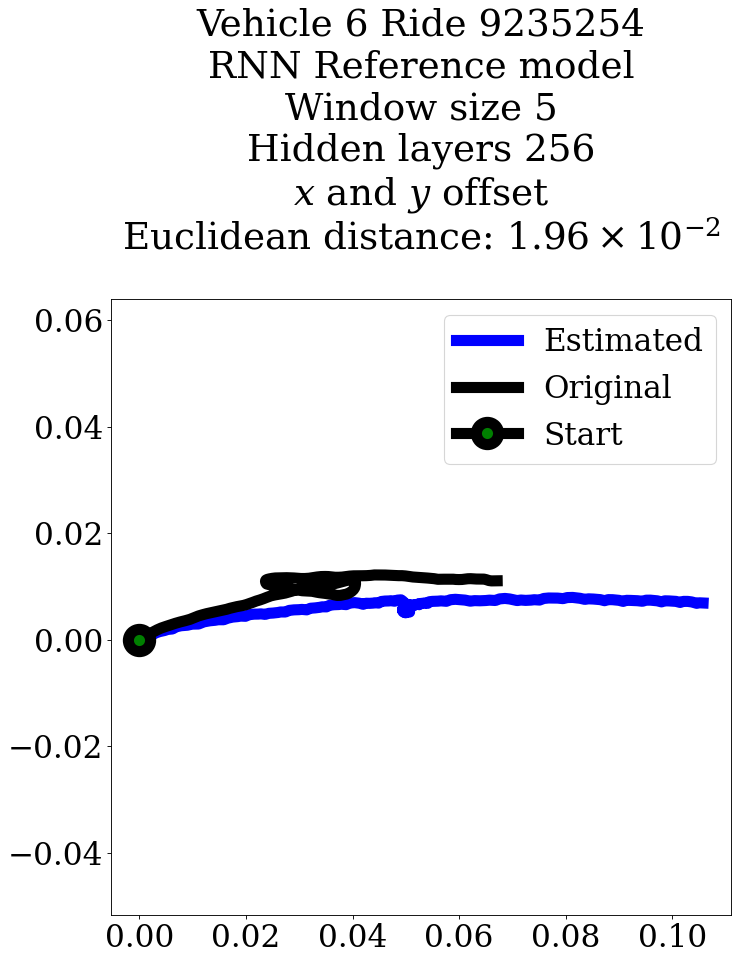 Vehicle 6 Ride 9235254
RNN Reference model
Window size 5
Hidden layers 256
x and y offset
Euclidean distance: 1.96 × 10⁻²
Estimated
Original
Start
0.06
0.04
0.02
0.00
−0.02
−0.04
0.00 0.02 0.04 0.06 0.08 0.10